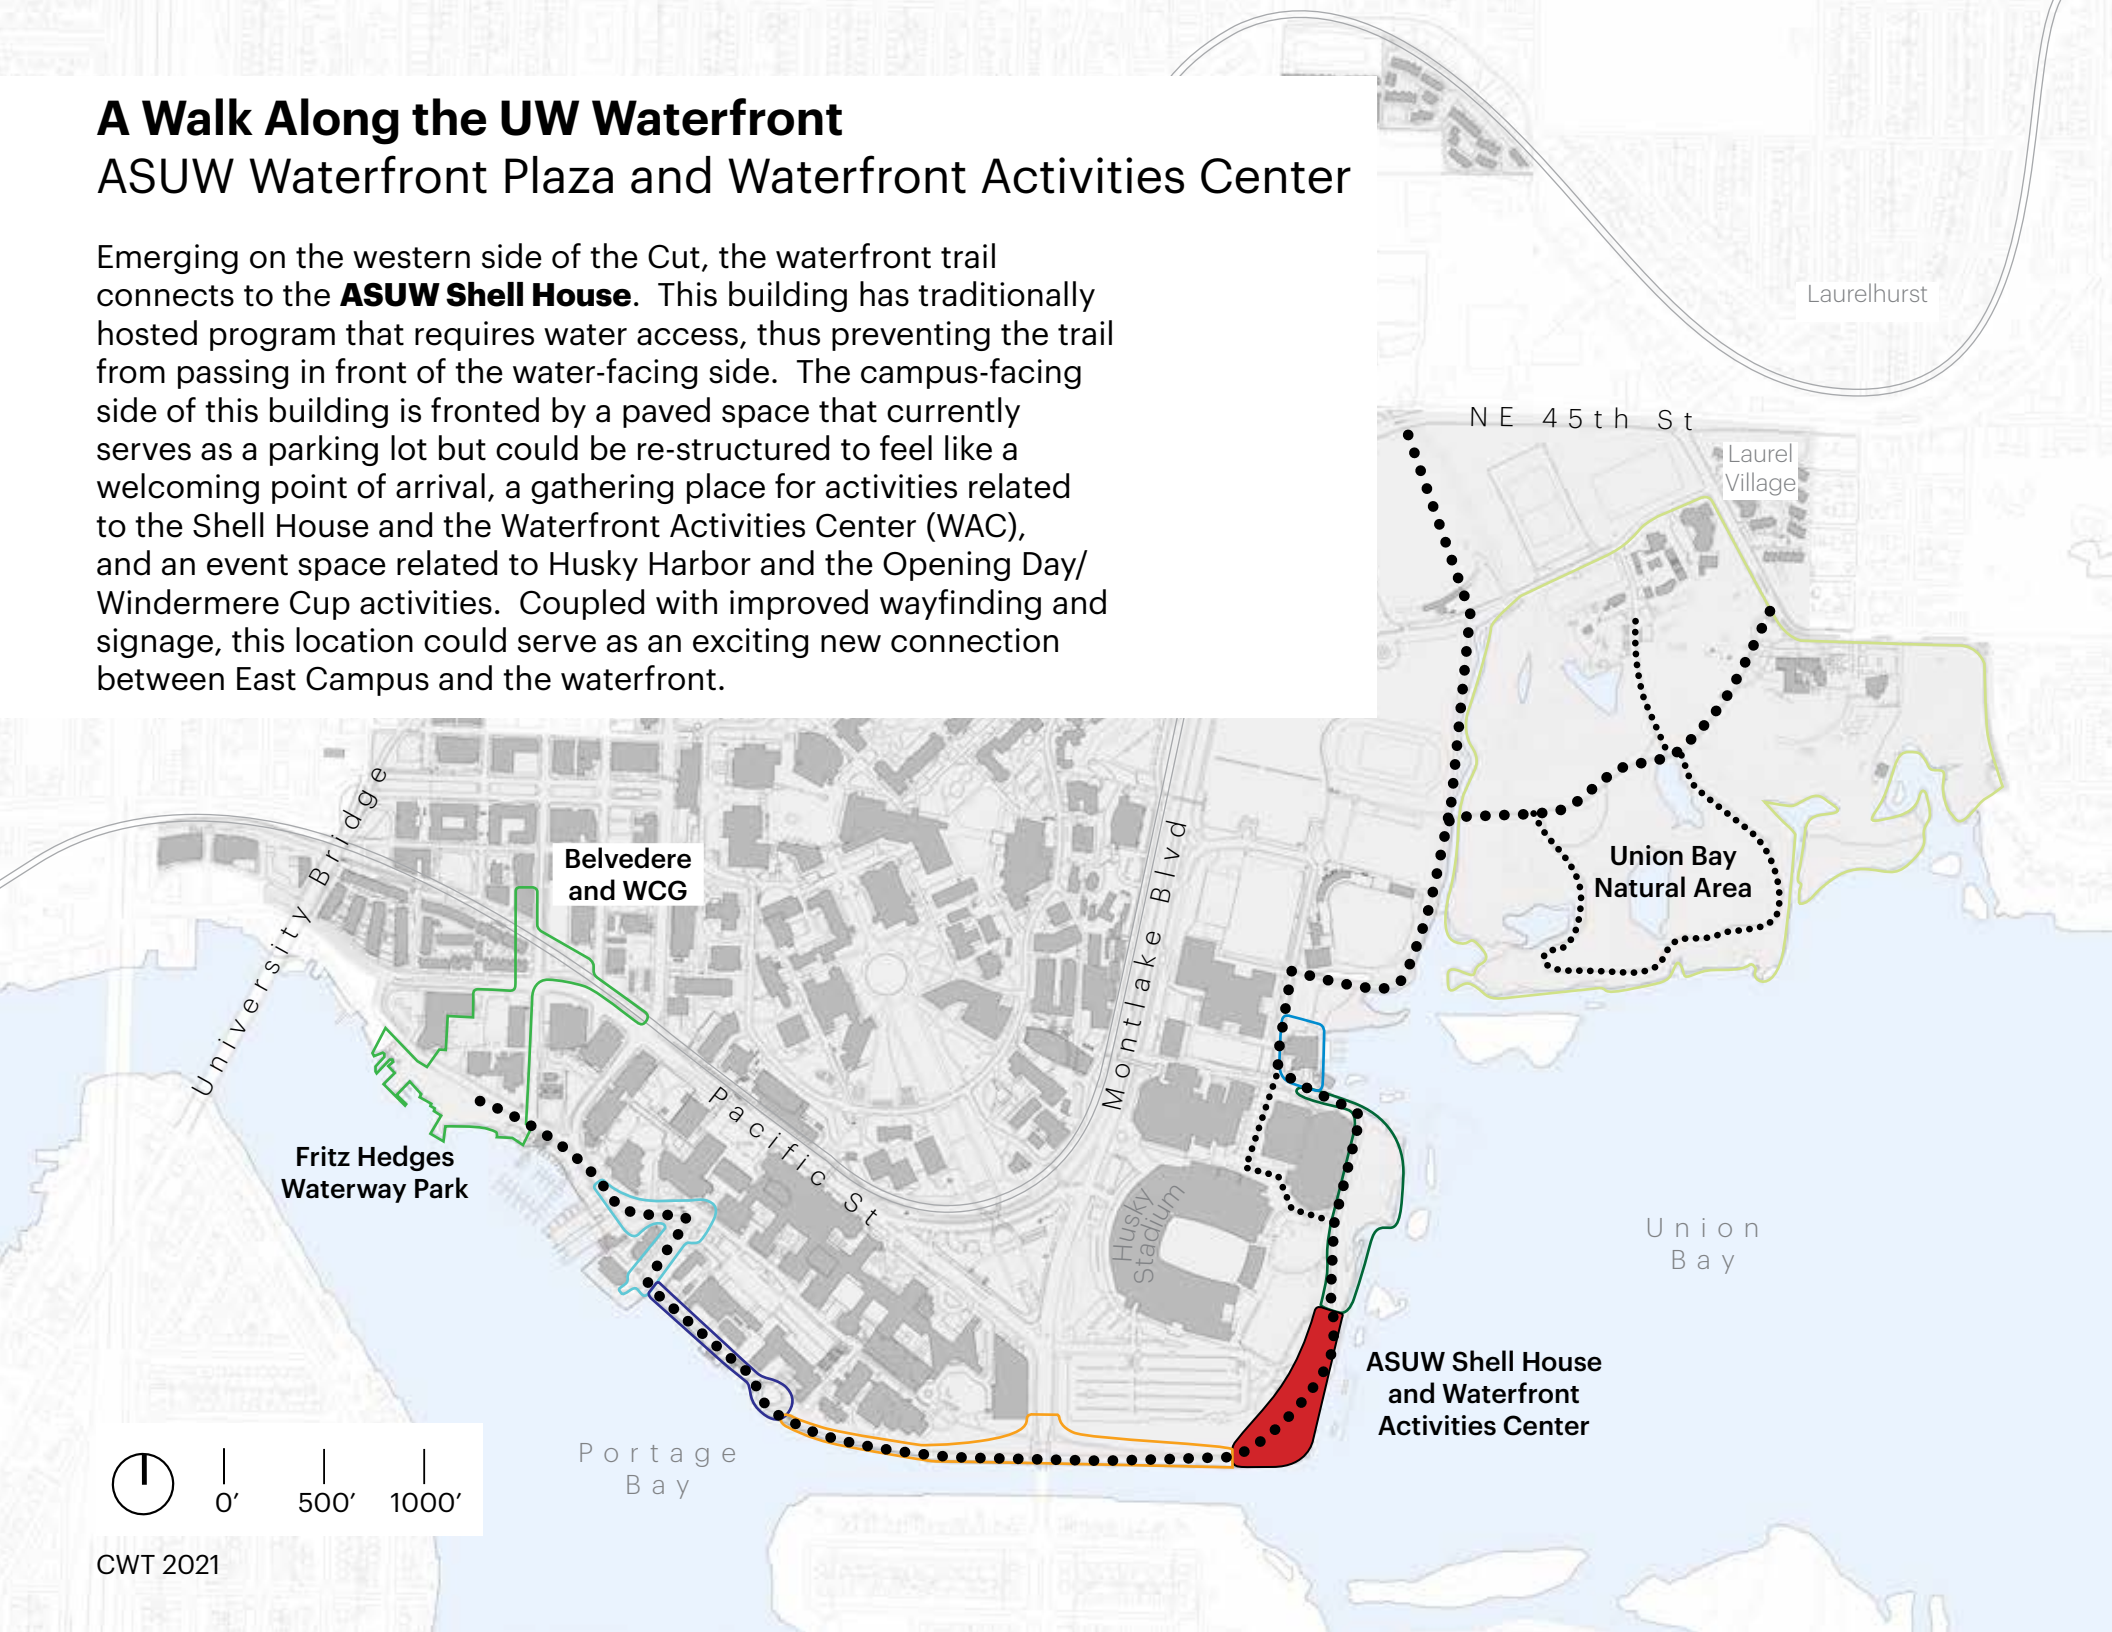 A Walk Along the UW Waterfront
ASUW Waterfront Plaza and Waterfront Activities Center
Emerging on the western side of the Cut, the waterfront trail
connects to the ASUW Shell House.  This building has traditionally
hosted program that requires water access, thus preventing the trail
from passing in front of the water-facing side.  The campus-facing
side of this building is fronted by a paved space that currently
serves as a parking lot but could be re-structured to feel like a
welcoming point of arrival, a gathering place for activities related
to the Shell House and the Waterfront Activities Center (WAC),
and an event space related to Husky Harbor and the Opening Day/
Windermere Cup activities.  Coupled with improved wayfinding and
signage, this location could serve as an exciting new connection
between East Campus and the waterfront.
Laurelhurst
NE 45th St
Laurel
Village
University Bridge
Belvedere
and WCG
Montlake Blvd
Union Bay
Natural Area
Pacific St
Fritz Hedges
Waterway Park
Husky
Stadium
Union
Bay
ASUW Shell House
and Waterfront
Activities Center
Portage
Bay
0′
500′
1000′
CWT 2021